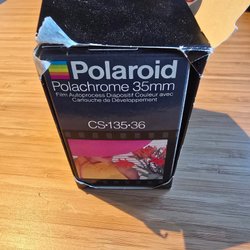 Polaroid
Polachrome 35mm
Film Autoprocess Diapositif Couleur avec
Cartouche de Développement
CS·135·36